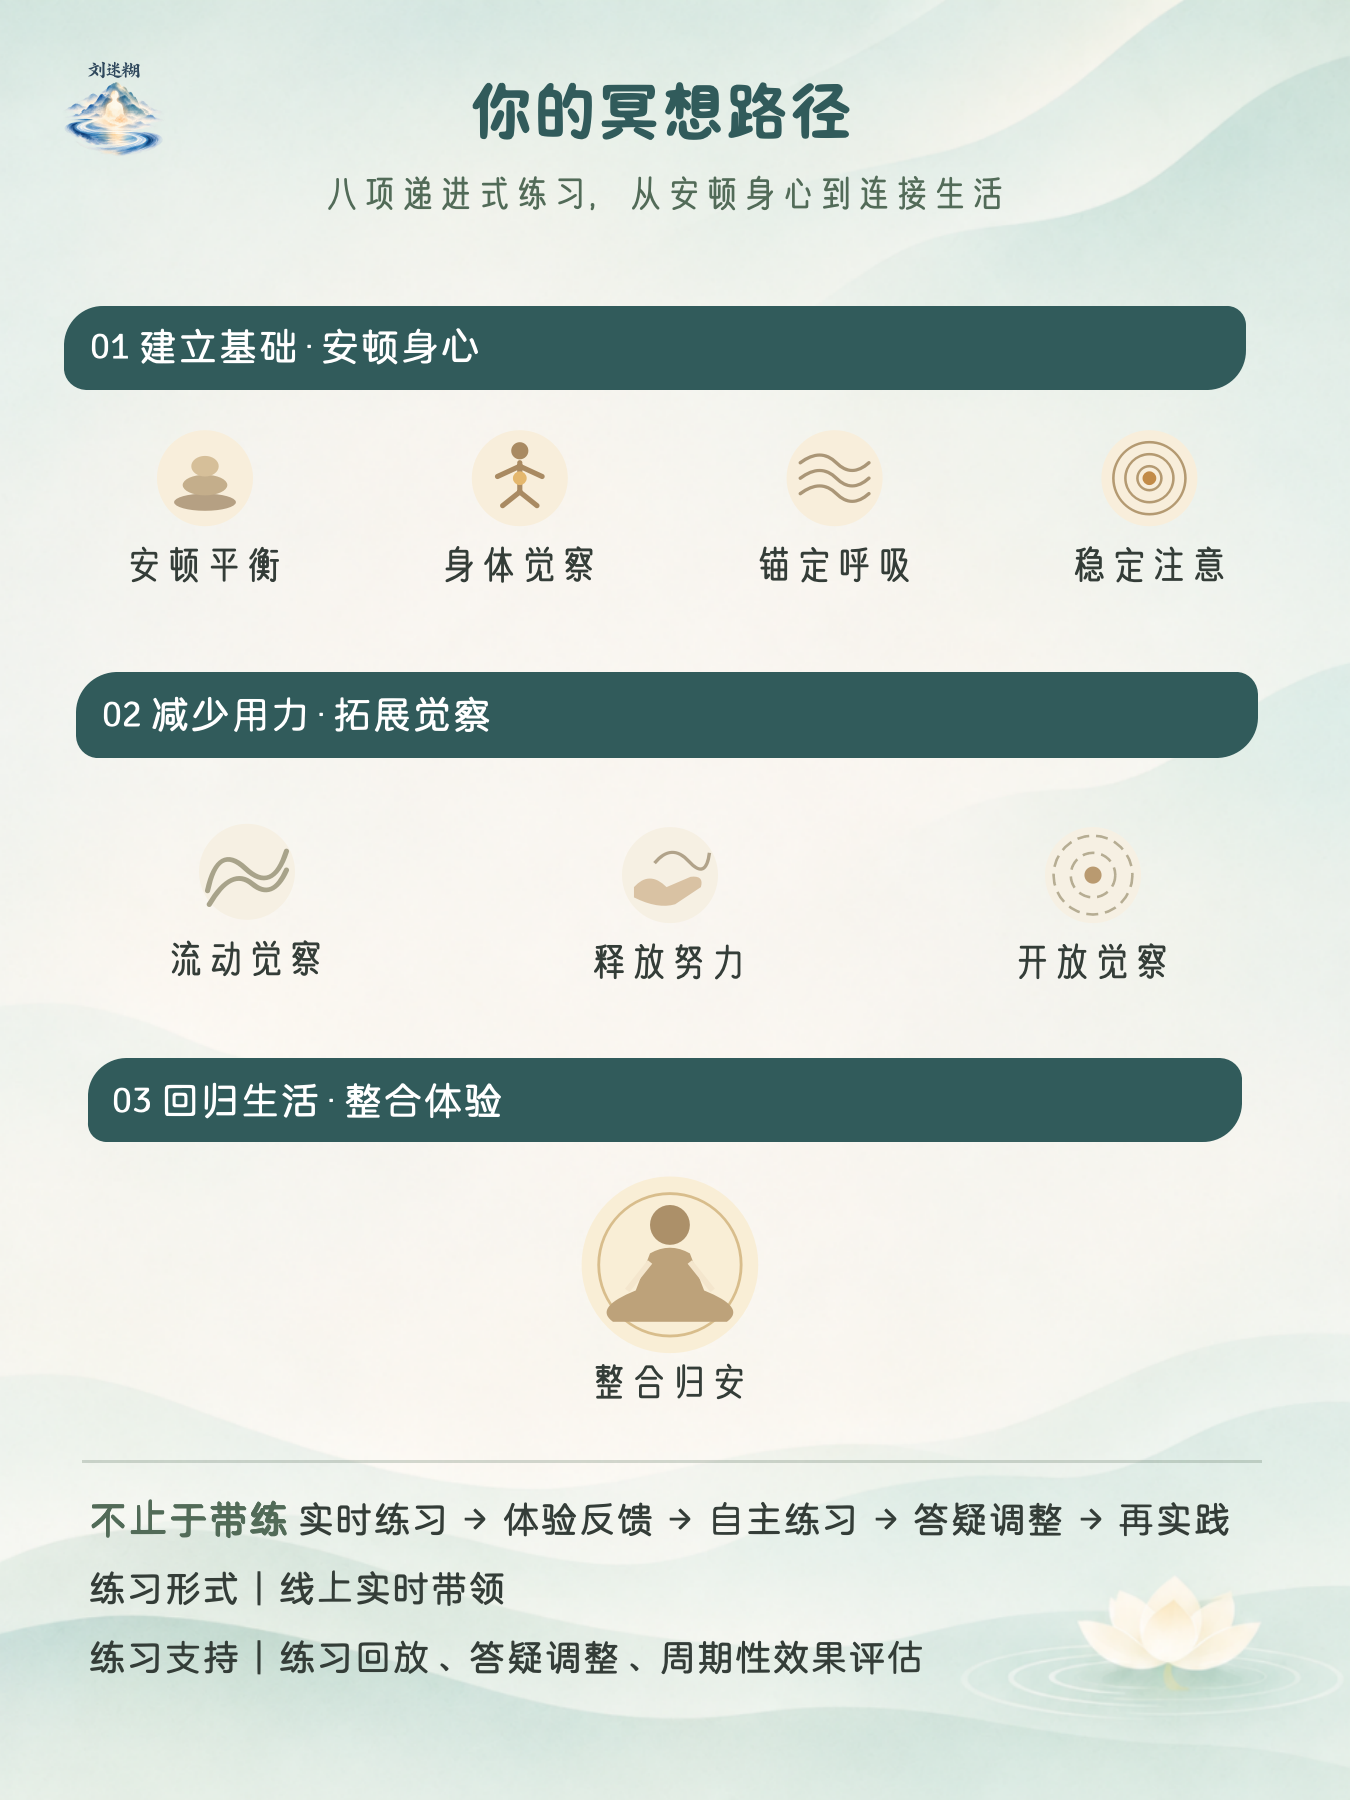 刘迷糊
你的冥想路径
八项递进式练习，从安顿身心到连接生活
01 建立基础·安顿身心
安顿平衡
身体觉察
锚定呼吸
稳定注意
02 减少用力·拓展觉察
流动觉察
释放努力
开放觉察
03 回归生活·整合体验
整合归安
不止于带练 实时练习 → 体验反馈 → 自主练习 → 答疑调整 → 再实践
练习形式｜线上实时带领
练习支持｜练习回放、答疑调整、周期性效果评估